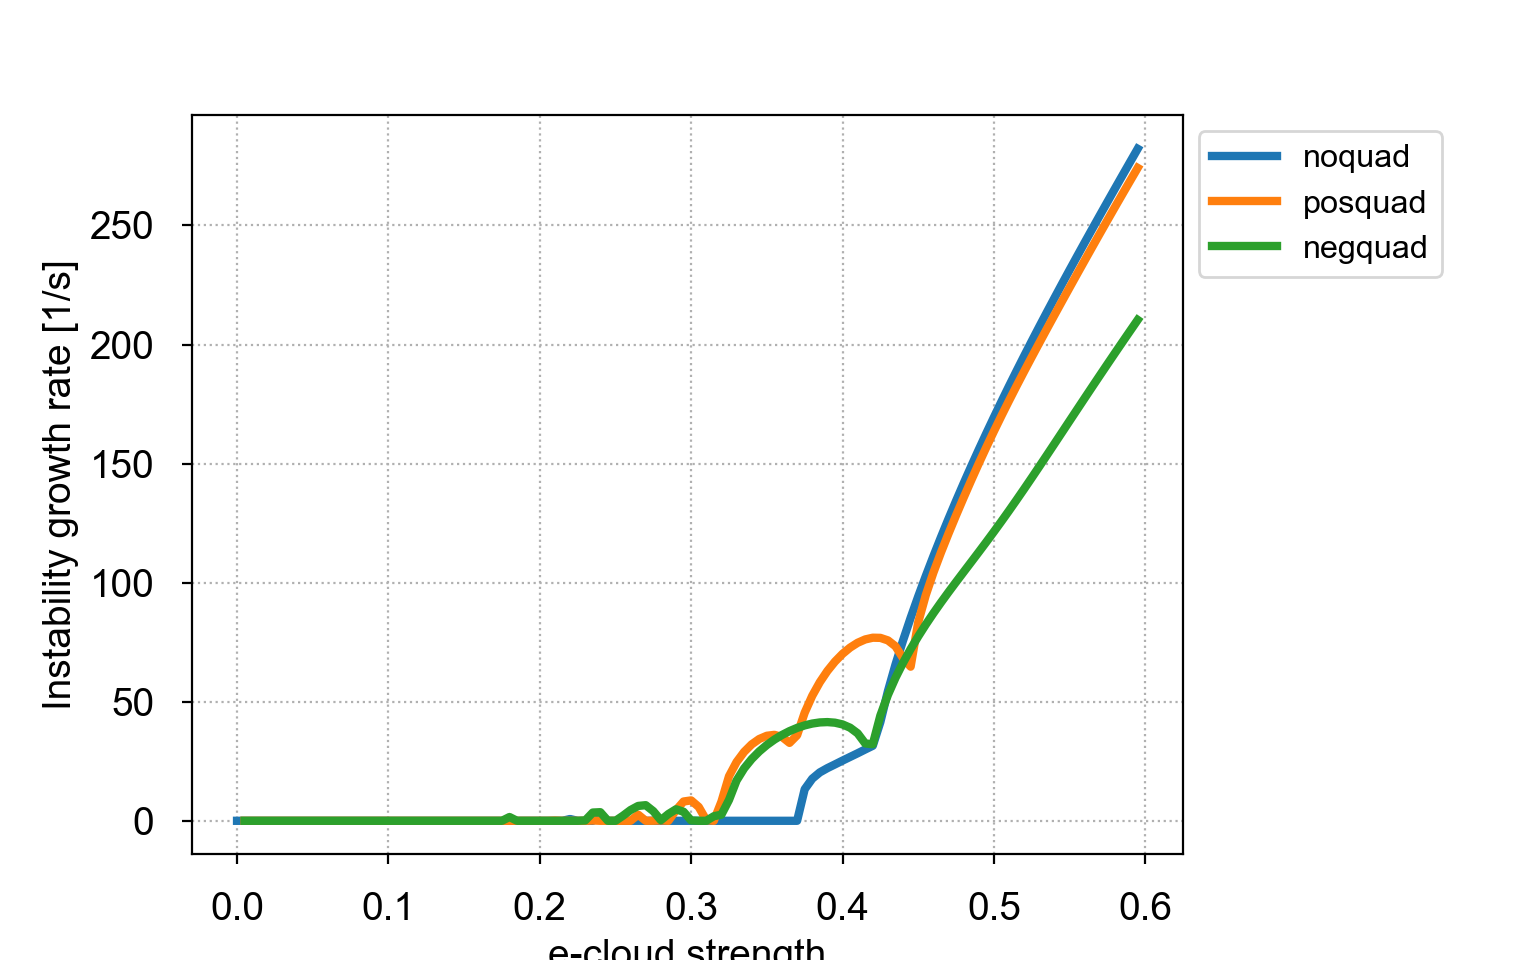 noquad
posquad
negquad
Instability growth rate [1/s]
250
200
150
100
50
0
0.0 0.1 0.2 0.3 0.4 0.5 0.6
e-cloud strength